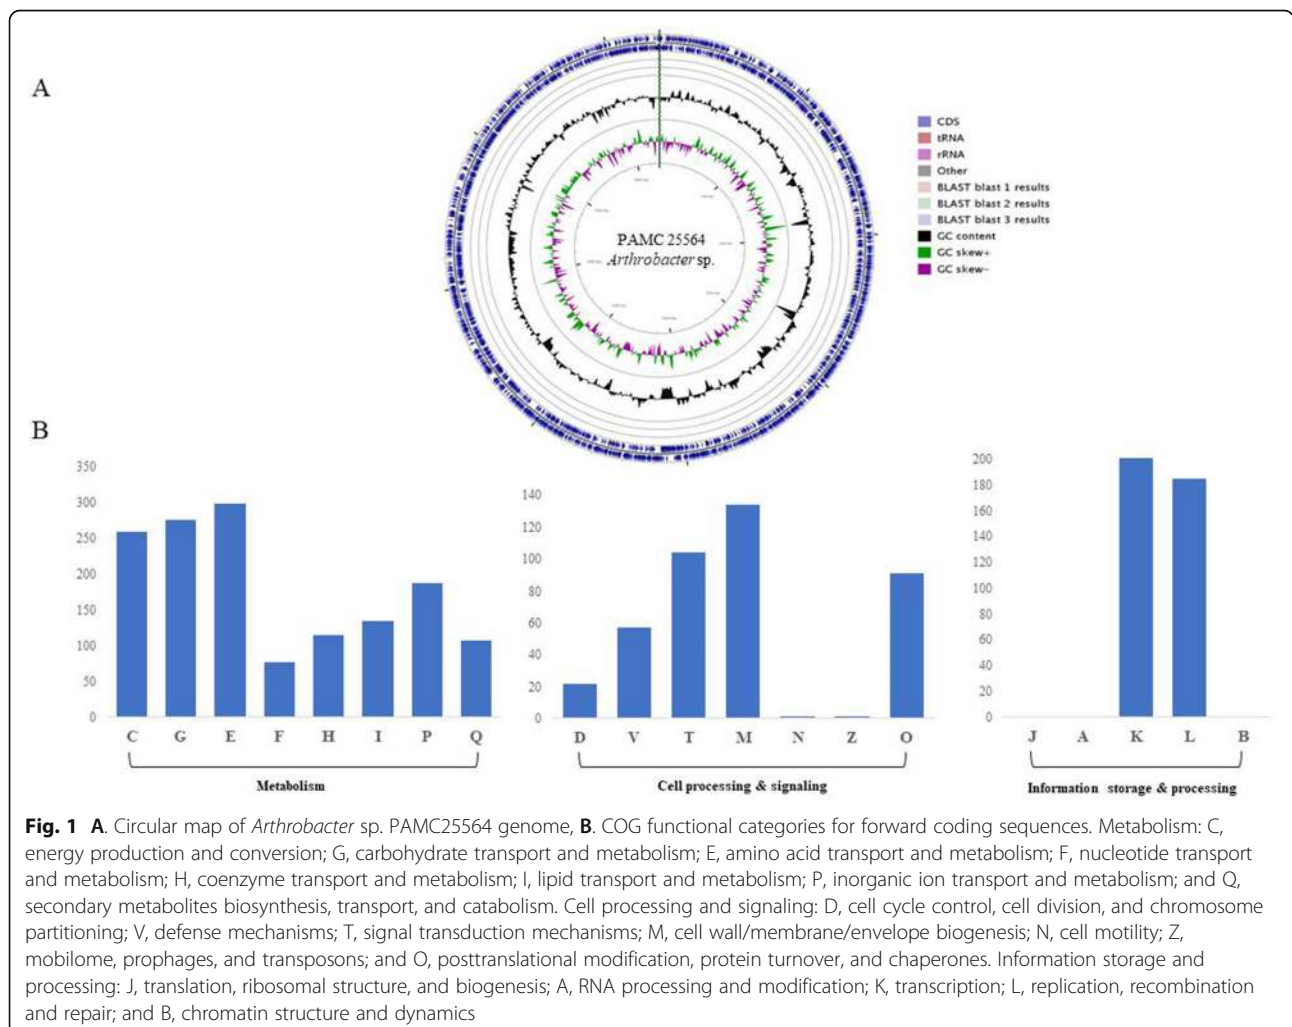 A
CDS
tRNA
rRNA
Other
BLAST blast 1 results
BLAST blast 2 results
BLAST blast 3 results
GC content
GC skew+
GC skew-
PAMC 25564
Arthrobacter sp.
B
350
300
250
200
150
100
50
0
C G E F H I P Q
Metabolism
140
120
100
80
60
40
20
0
D V T M N Z O
Cell processing & signaling
200
180
160
140
120
100
80
60
40
20
0
J A K L B
Information storage & processing
Fig. 1 A. Circular map of Arthrobacter sp. PAMC25564 genome, B. COG functional categories for forward coding sequences. Metabolism: C,
energy production and conversion; G, carbohydrate transport and metabolism; E, amino acid transport and metabolism; F, nucleotide transport
and metabolism; H, coenzyme transport and metabolism; I, lipid transport and metabolism; P, inorganic ion transport and metabolism; and Q,
secondary metabolites biosynthesis, transport, and catabolism. Cell processing and signaling: D, cell cycle control, cell division, and chromosome
partitioning; V, defense mechanisms; T, signal transduction mechanisms; M, cell wall/membrane/envelope biogenesis; N, cell motility; Z,
mobilome, prophages, and transposons; and O, posttranslational modification, protein turnover, and chaperones. Information storage and
processing: J, translation, ribosomal structure, and biogenesis; A, RNA processing and modification; K, transcription; L, replication, recombination
and repair; and B, chromatin structure and dynamics